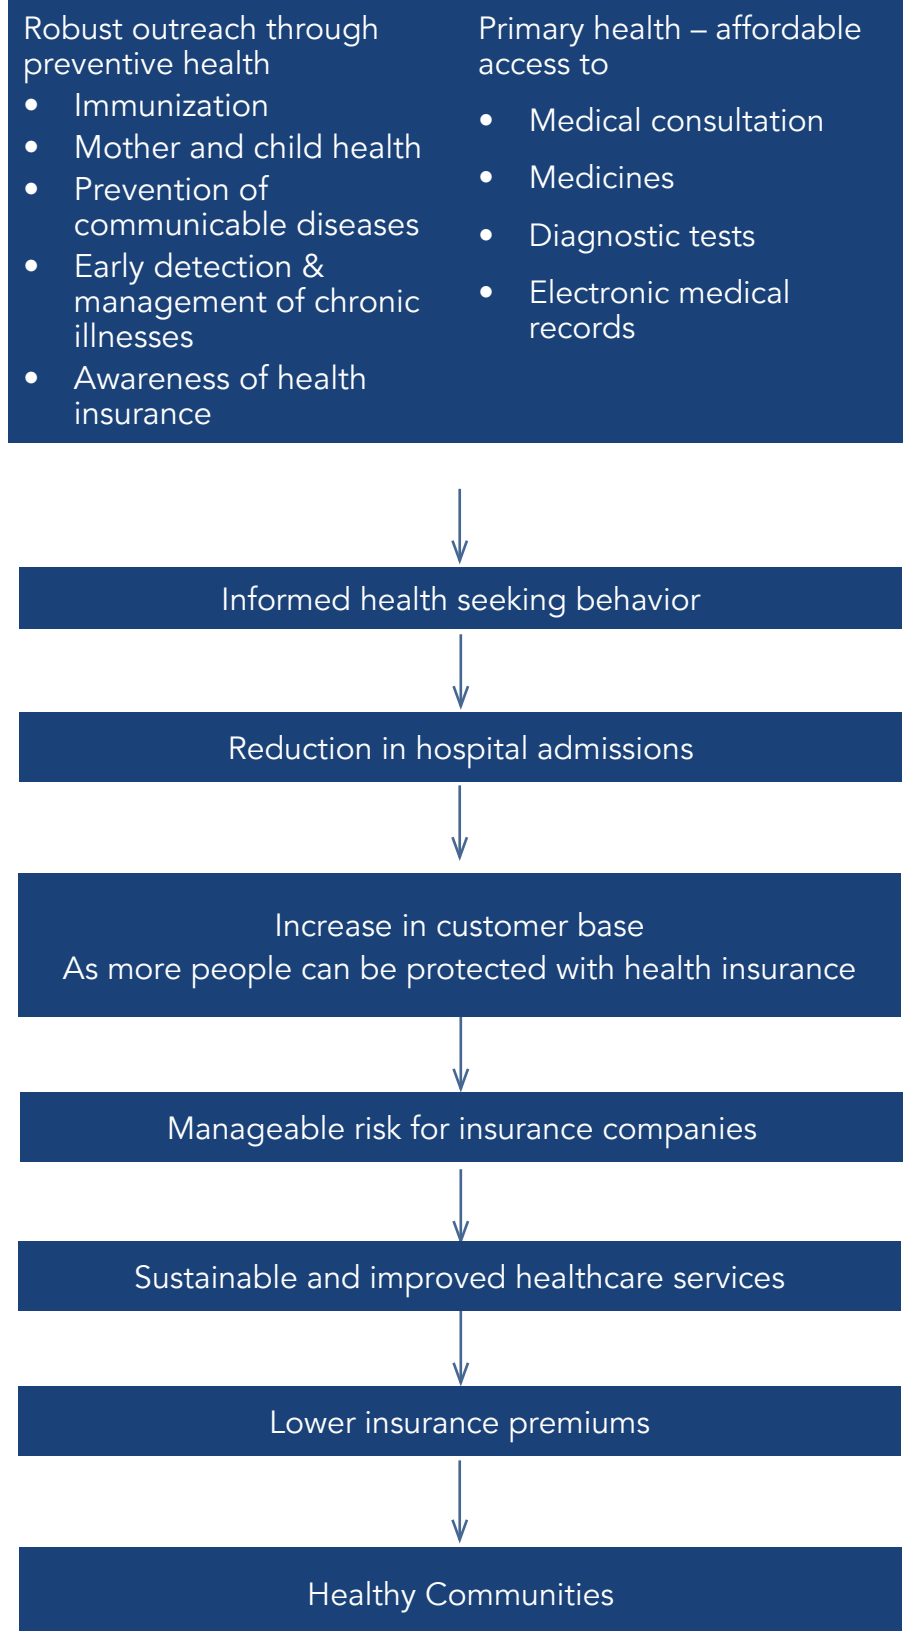 Robust outreach through
preventive health
• Immunization
• Mother and child health
• Prevention of
communicable diseases
• Early detection &
management of chronic
illnesses
• Awareness of health
insurance
Primary health – affordable
access to
• Medical consultation
• Medicines
• Diagnostic tests
• Electronic medical
records
Informed health seeking behavior
Reduction in hospital admissions
Increase in customer base
As more people can be protected with health insurance
Manageable risk for insurance companies
Sustainable and improved healthcare services
Lower insurance premiums
Healthy Communities